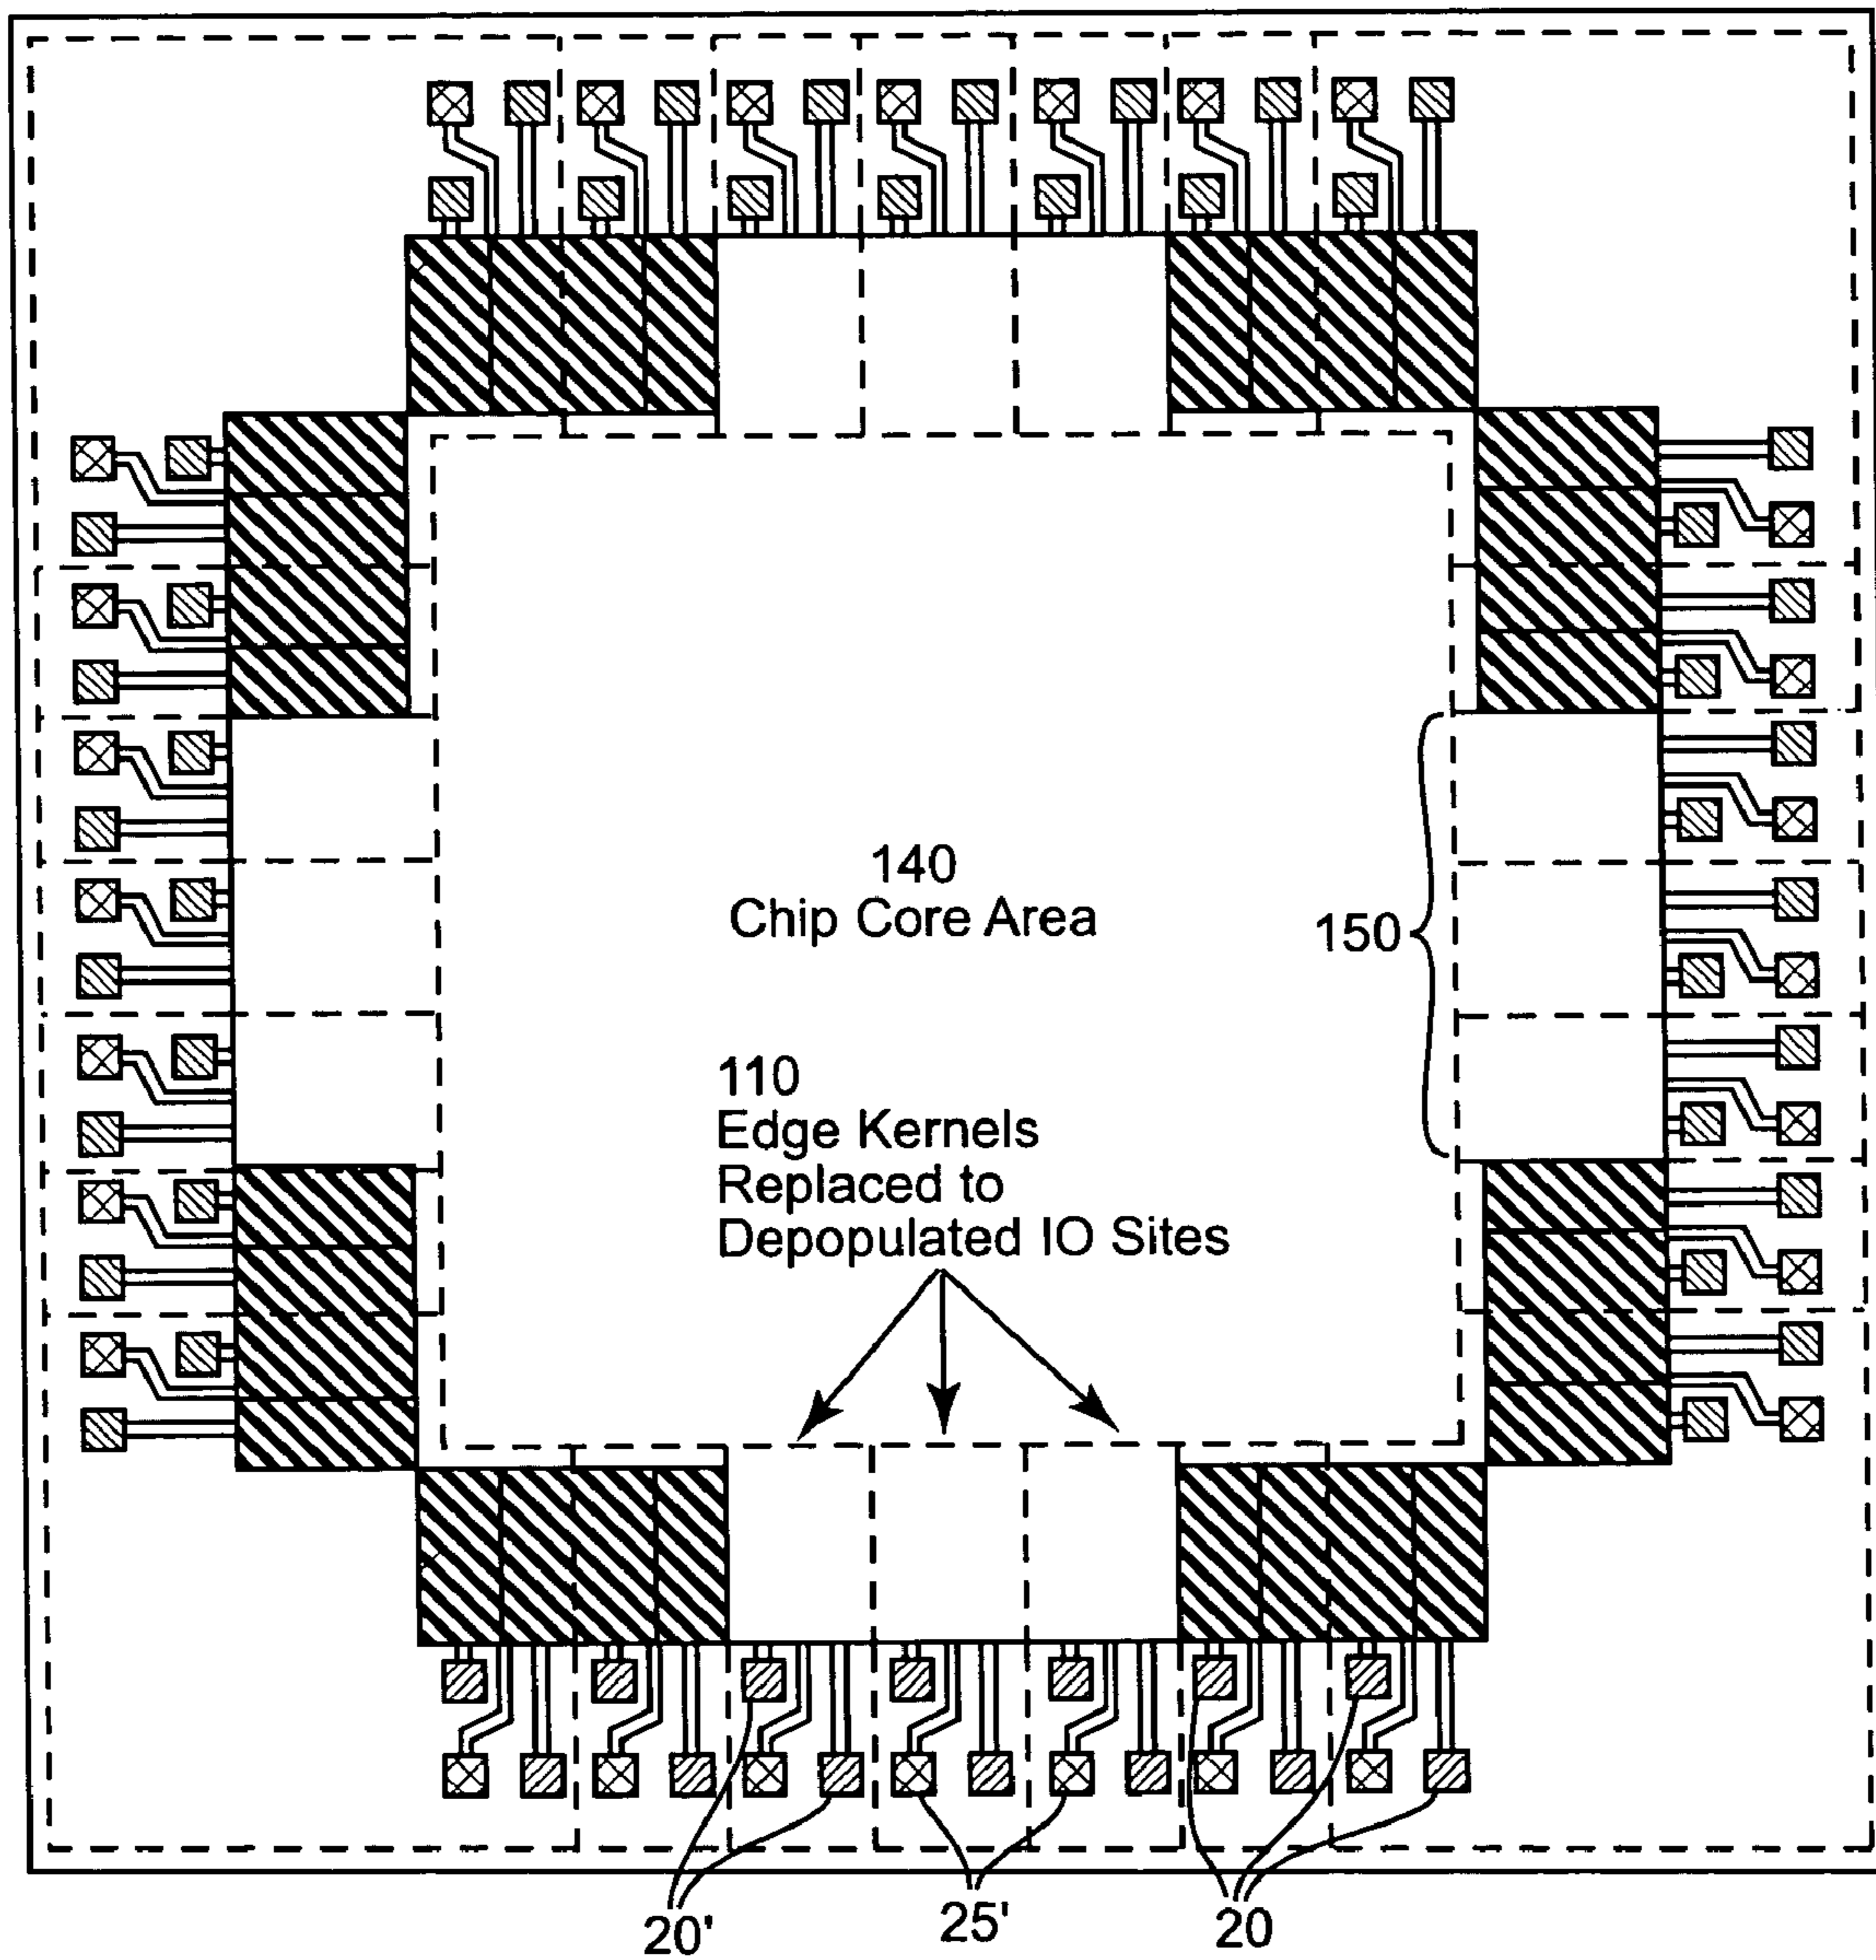 140
Chip Core Area
150
110
Edge Kernels
Replaced to
Depopulated IO Sites
20'
25'
20